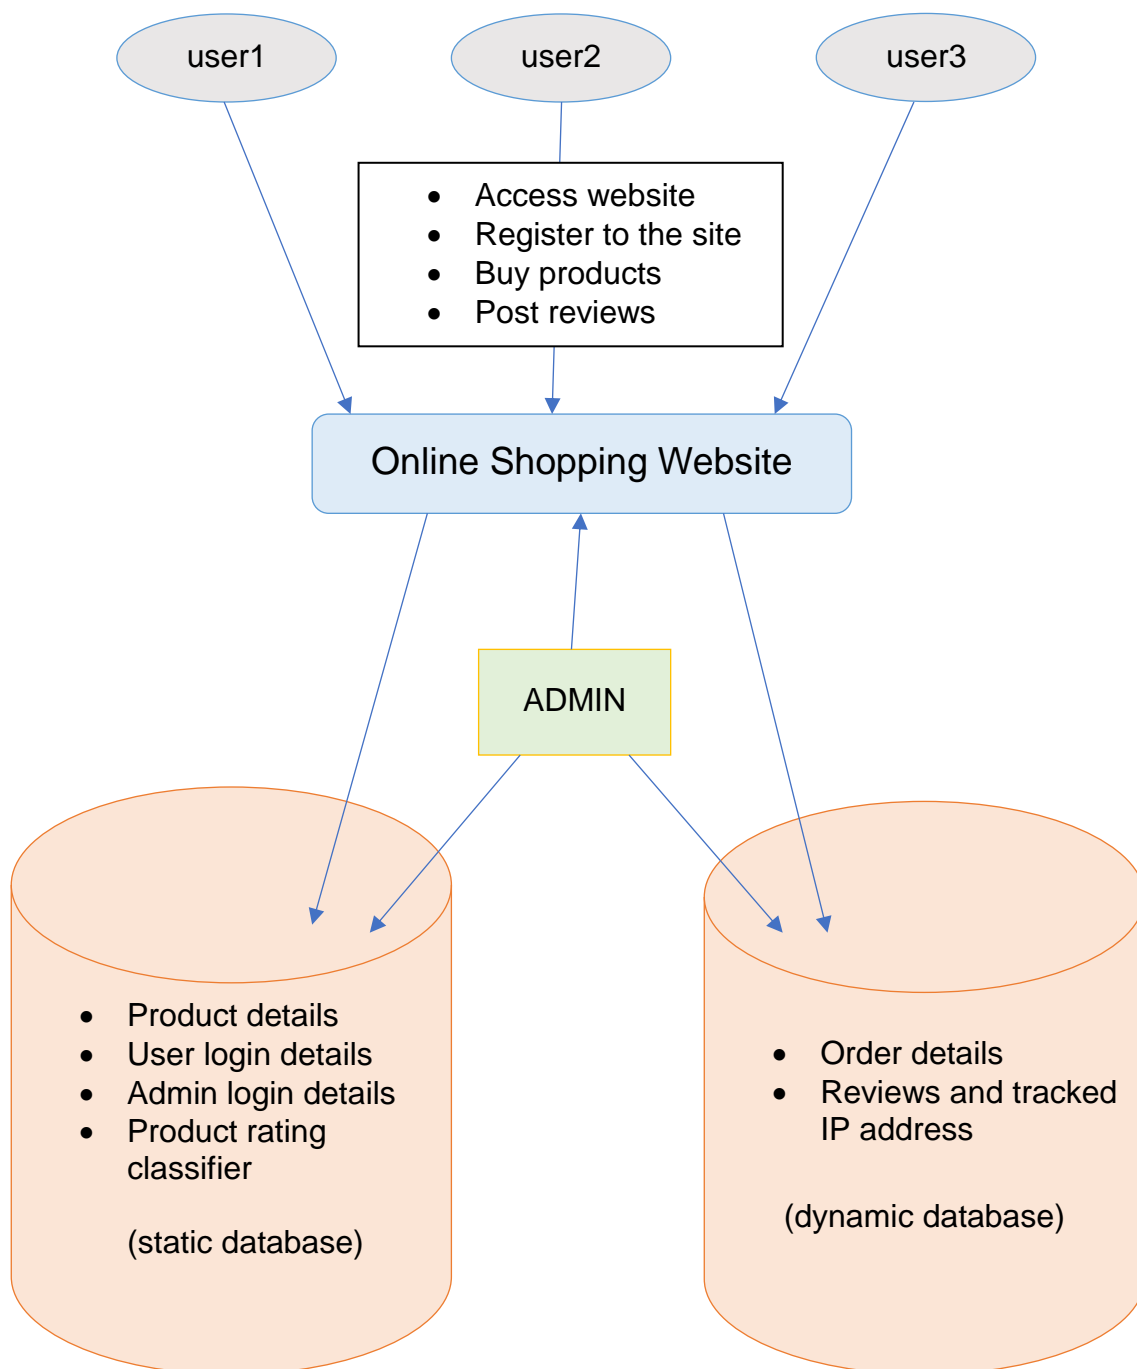 user1
user2
user3
• Access website
• Register to the site
• Buy products
• Post reviews
Online Shopping Website
ADMIN
• Product details
• User login details
• Admin login details
• Product rating
classifier
(static database)
• Order details
• Reviews and tracked
IP address
(dynamic database)